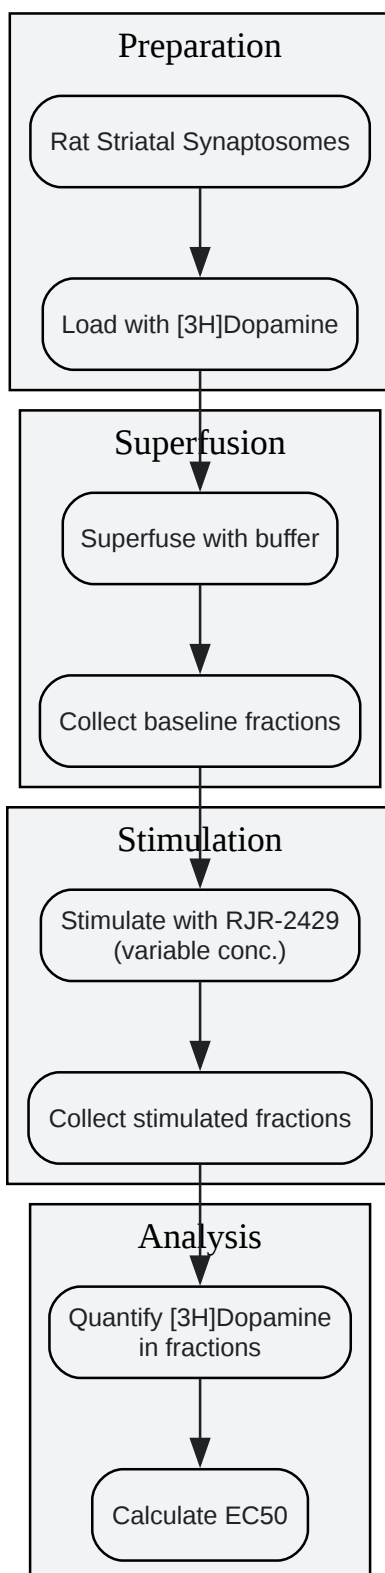 Preparation
Rat Striatal Synaptosomes
Load with [3H]Dopamine
Superfusion
Superfuse with buffer
Collect baseline fractions
Stimulation
Stimulate with RJR-2429
(variable conc.)
Collect stimulated fractions
Analysis
Quantify [3H]Dopamine
in fractions
Calculate EC50